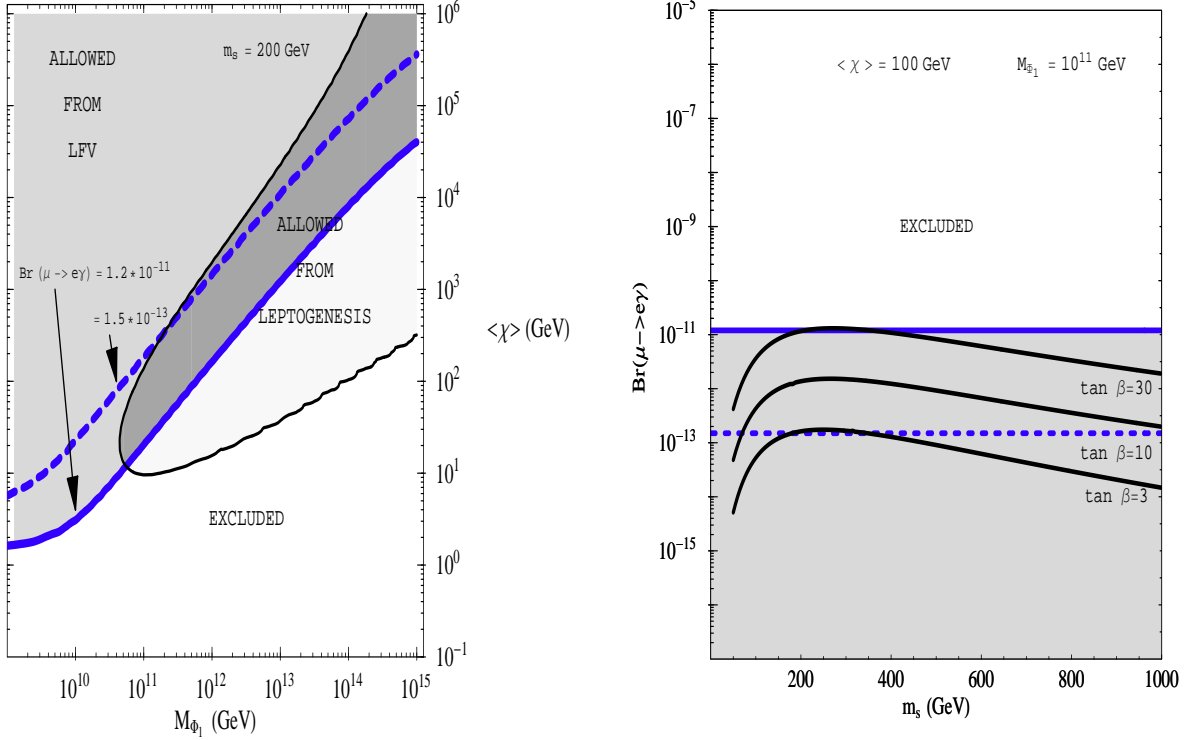 ALLOWED
FROM
LFV
m_s = 200 GeV
Br (μ −> eγ) = 1.2 * 10^−11
= 1.5 * 10^−13
ALLOWED
FROM
LEPTOGENESIS
EXCLUDED
10^6
10^5
10^4
10^3
10^2
10^1
10^0
10^−1
<χ> (GeV)
10^10 10^11 10^12 10^13 10^14 10^15
M_Φ1 (GeV)
<χ> = 100 GeV M_Φ1 = 10^11 GeV
EXCLUDED
10^−5
10^−7
10^−9
10^−11
10^−13
10^−15
Br(μ−>eγ)
tan β=30
tan β=10
tan β=3
200 400 600 800 1000
m_s (GeV)